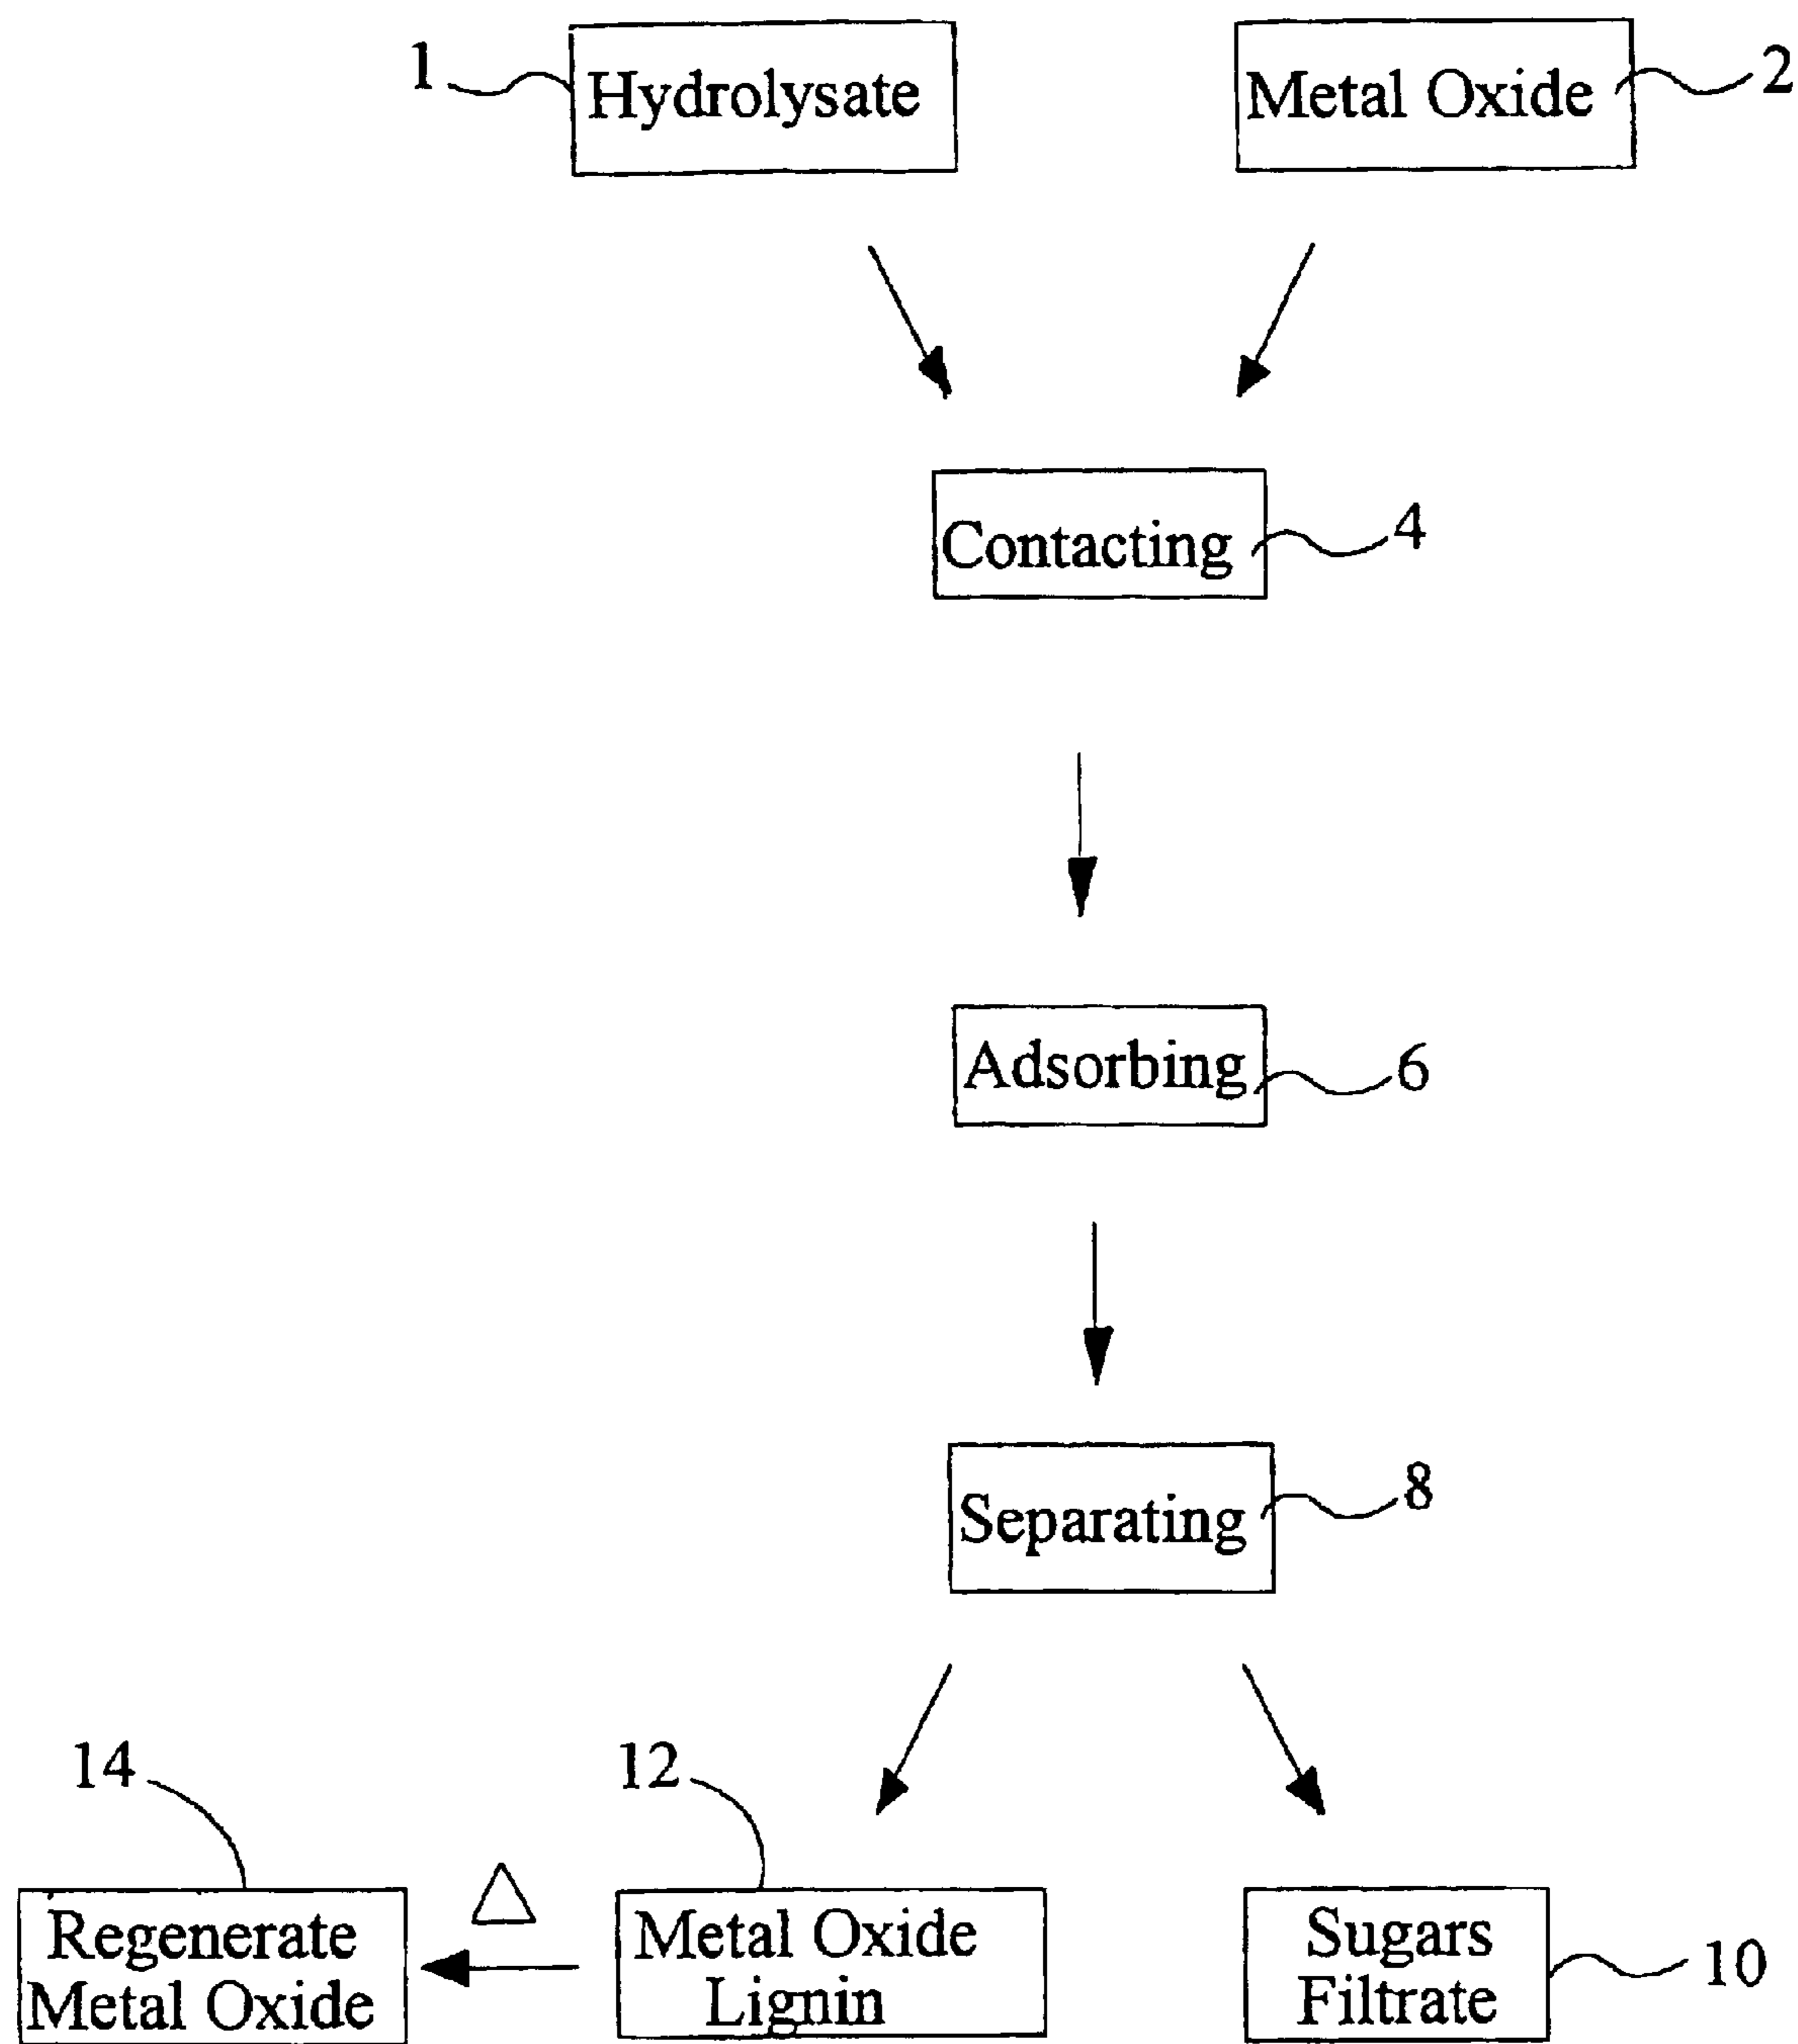 1
Hydrolysate
Metal Oxide
2
Contacting
4
Adsorbing
6
Separating
8
14
12
Regenerate
Metal Oxide
△
Metal Oxide
Lignin
Sugars
Filtrate
10